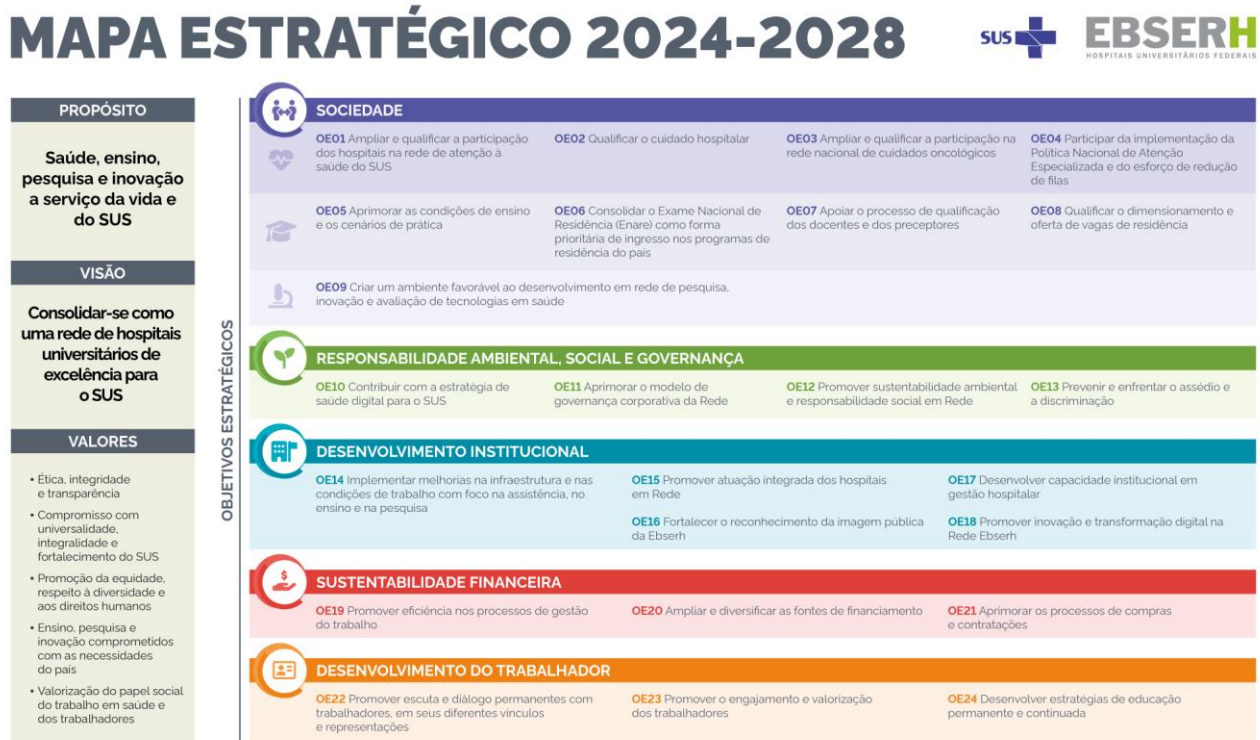 MAPA ESTRATÉGICO 2024-2028
SUS
EBSERH
HOSPITAIS UNIVERSITÁRIOS FEDERAIS
PROPÓSITO
Saúde, ensino,
pesquisa e inovação
a serviço da vida e
do SUS
VISÃO
Consolidar-se como
uma rede de hospitais
universitários de
excelência para
o SUS
VALORES
• Ética, integridade
e transparência
• Compromisso com
universalidade,
integralidade e
fortalecimento do SUS
• Promoção da equidade,
respeito à diversidade e
aos direitos humanos
• Ensino, pesquisa e
inovação comprometidos
com as necessidades
do país
• Valorização do papel social
do trabalho em saúde e
dos trabalhadores
OBJETIVOS ESTRATÉGICOS
SOCIEDADE
OE01 Ampliar e qualificar a participação
dos hospitais na rede de atenção à
saúde do SUS
OE02 Qualificar o cuidado hospitalar
OE03 Ampliar e qualificar a participação na
rede nacional de cuidados oncológicos
OE04 Participar da implementação da
Política Nacional de Atenção
Especializada e do esforço de redução
de filas
OE05 Aprimorar as condições de ensino
e os cenários de prática
OE06 Consolidar o Exame Nacional de
Residência (Enare) como forma
prioritária de ingresso nos programas de
residência do país
OE07 Apoiar o processo de qualificação
dos docentes e dos preceptores
OE08 Qualificar o dimensionamento e
oferta de vagas de residência
OE09 Criar um ambiente favorável ao desenvolvimento em rede de pesquisa,
inovação e avaliação de tecnologias em saúde
RESPONSABILIDADE AMBIENTAL, SOCIAL E GOVERNANÇA
OE10 Contribuir com a estratégia de
saúde digital para o SUS
OE11 Aprimorar o modelo de
governança corporativa da Rede
OE12 Promover sustentabilidade ambiental
e responsabilidade social em Rede
OE13 Prevenir e enfrentar o assédio e
a discriminação
DESENVOLVIMENTO INSTITUCIONAL
OE14 Implementar melhorias na infraestrutura e nas
condições de trabalho com foco na assistência, no
ensino e na pesquisa
OE15 Promover atuação integrada dos hospitais
em Rede
OE16 Fortalecer o reconhecimento da imagem pública
da Ebserh
OE17 Desenvolver capacidade institucional em
gestão hospitalar
OE18 Promover inovação e transformação digital na
Rede Ebserh
SUSTENTABILIDADE FINANCEIRA
OE19 Promover eficiência nos processos de gestão
do trabalho
OE20 Ampliar e diversificar as fontes de financiamento
OE21 Aprimorar os processos de compras
e contratações
DESENVOLVIMENTO DO TRABALHADOR
OE22 Promover escuta e diálogo permanentes com
trabalhadores, em seus diferentes vínculos
e representações
OE23 Promover o engajamento e valorização
dos trabalhadores
OE24 Desenvolver estratégias de educação
permanente e continuada